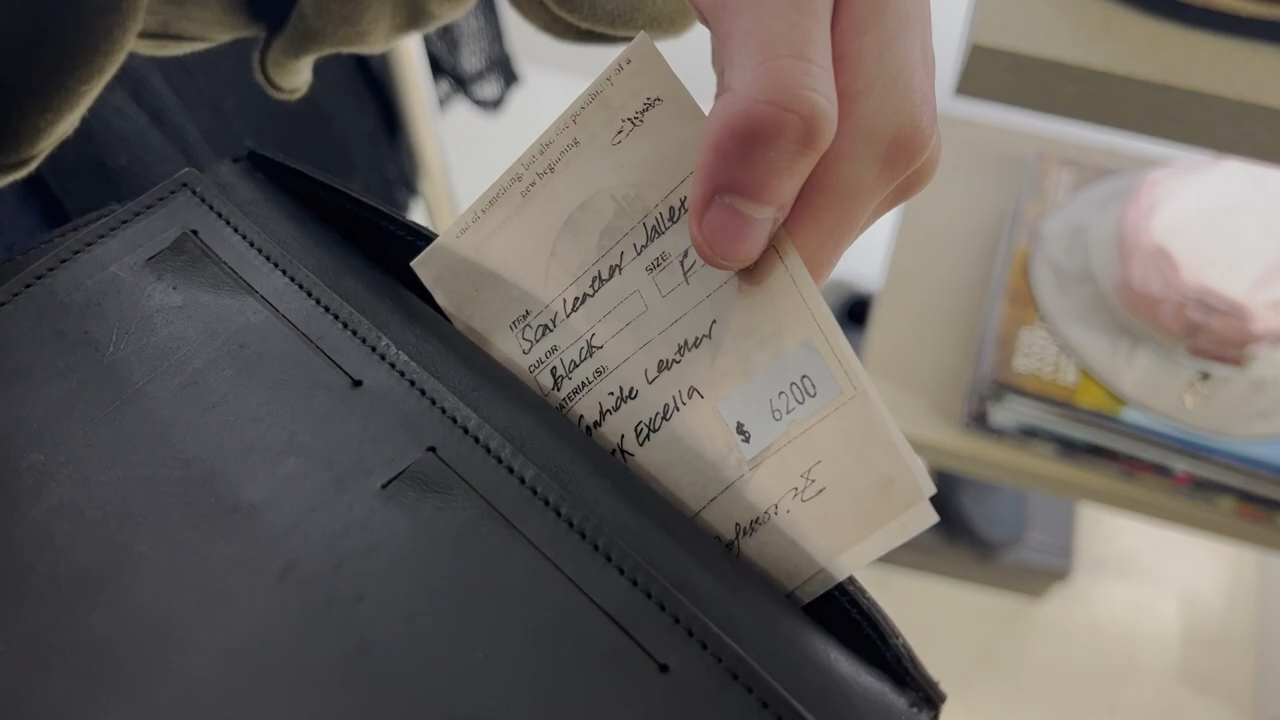 end of something, but also the possibility of a
new beginning
ITEM:
Scar Leather Wallet
SIZE:
F
COLOR:
Black
MATERIAL(S):
Cowhide Leather
YKK Excella
$ 6200